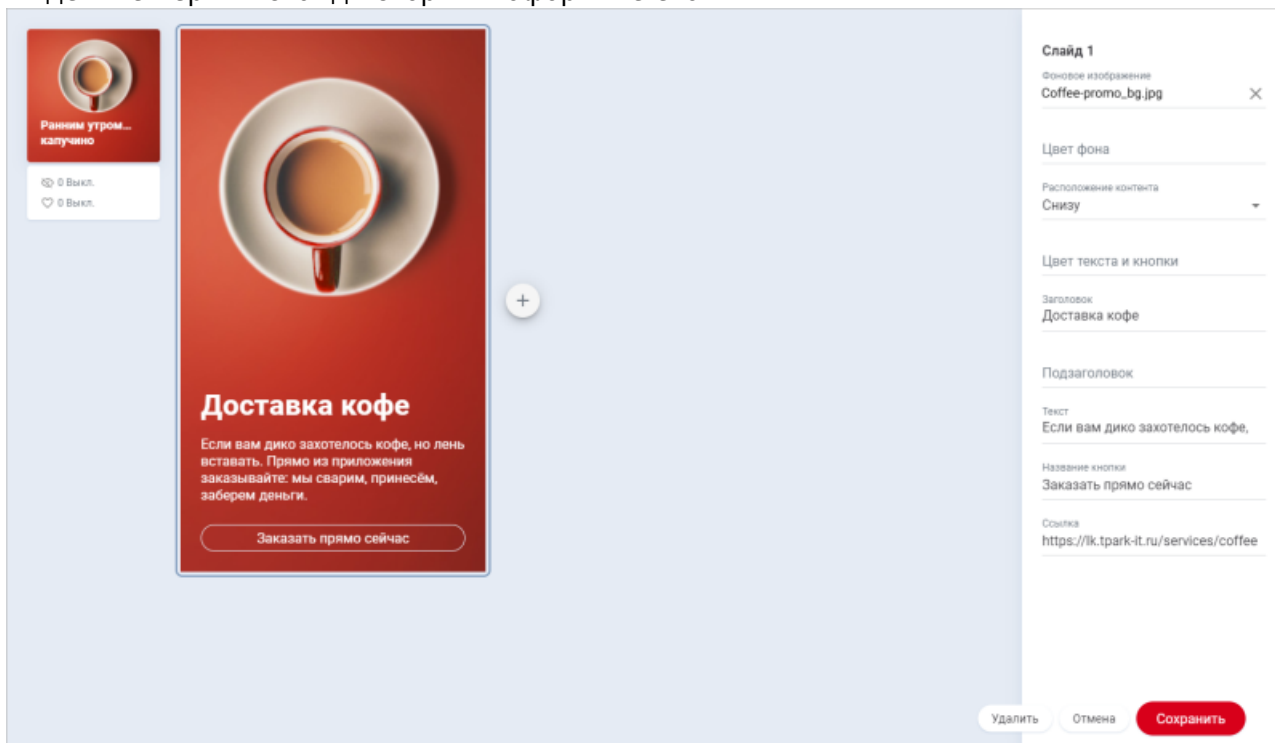 Ранним утром...
капучино
0 Выкл.
0 Выкл.
Доставка кофе
Если вам дико захотелось кофе, но лень
вставать. Прямо из приложения
заказывайте: мы сварим, принесём,
заберем деньги.
Заказать прямо сейчас
+
Слайд 1
Фоновое изображение
Coffee-promo_bg.jpg
Цвет фона
Расположение контента
Снизу
Цвет текста и кнопки
Заголовок
Доставка кофе
Подзаголовок
Текст
Если вам дико захотелось кофе,
Название кнопки
Заказать прямо сейчас
Ссылка
https://lk.tpark-it.ru/services/coffee
Удалить
Отмена
Сохранить